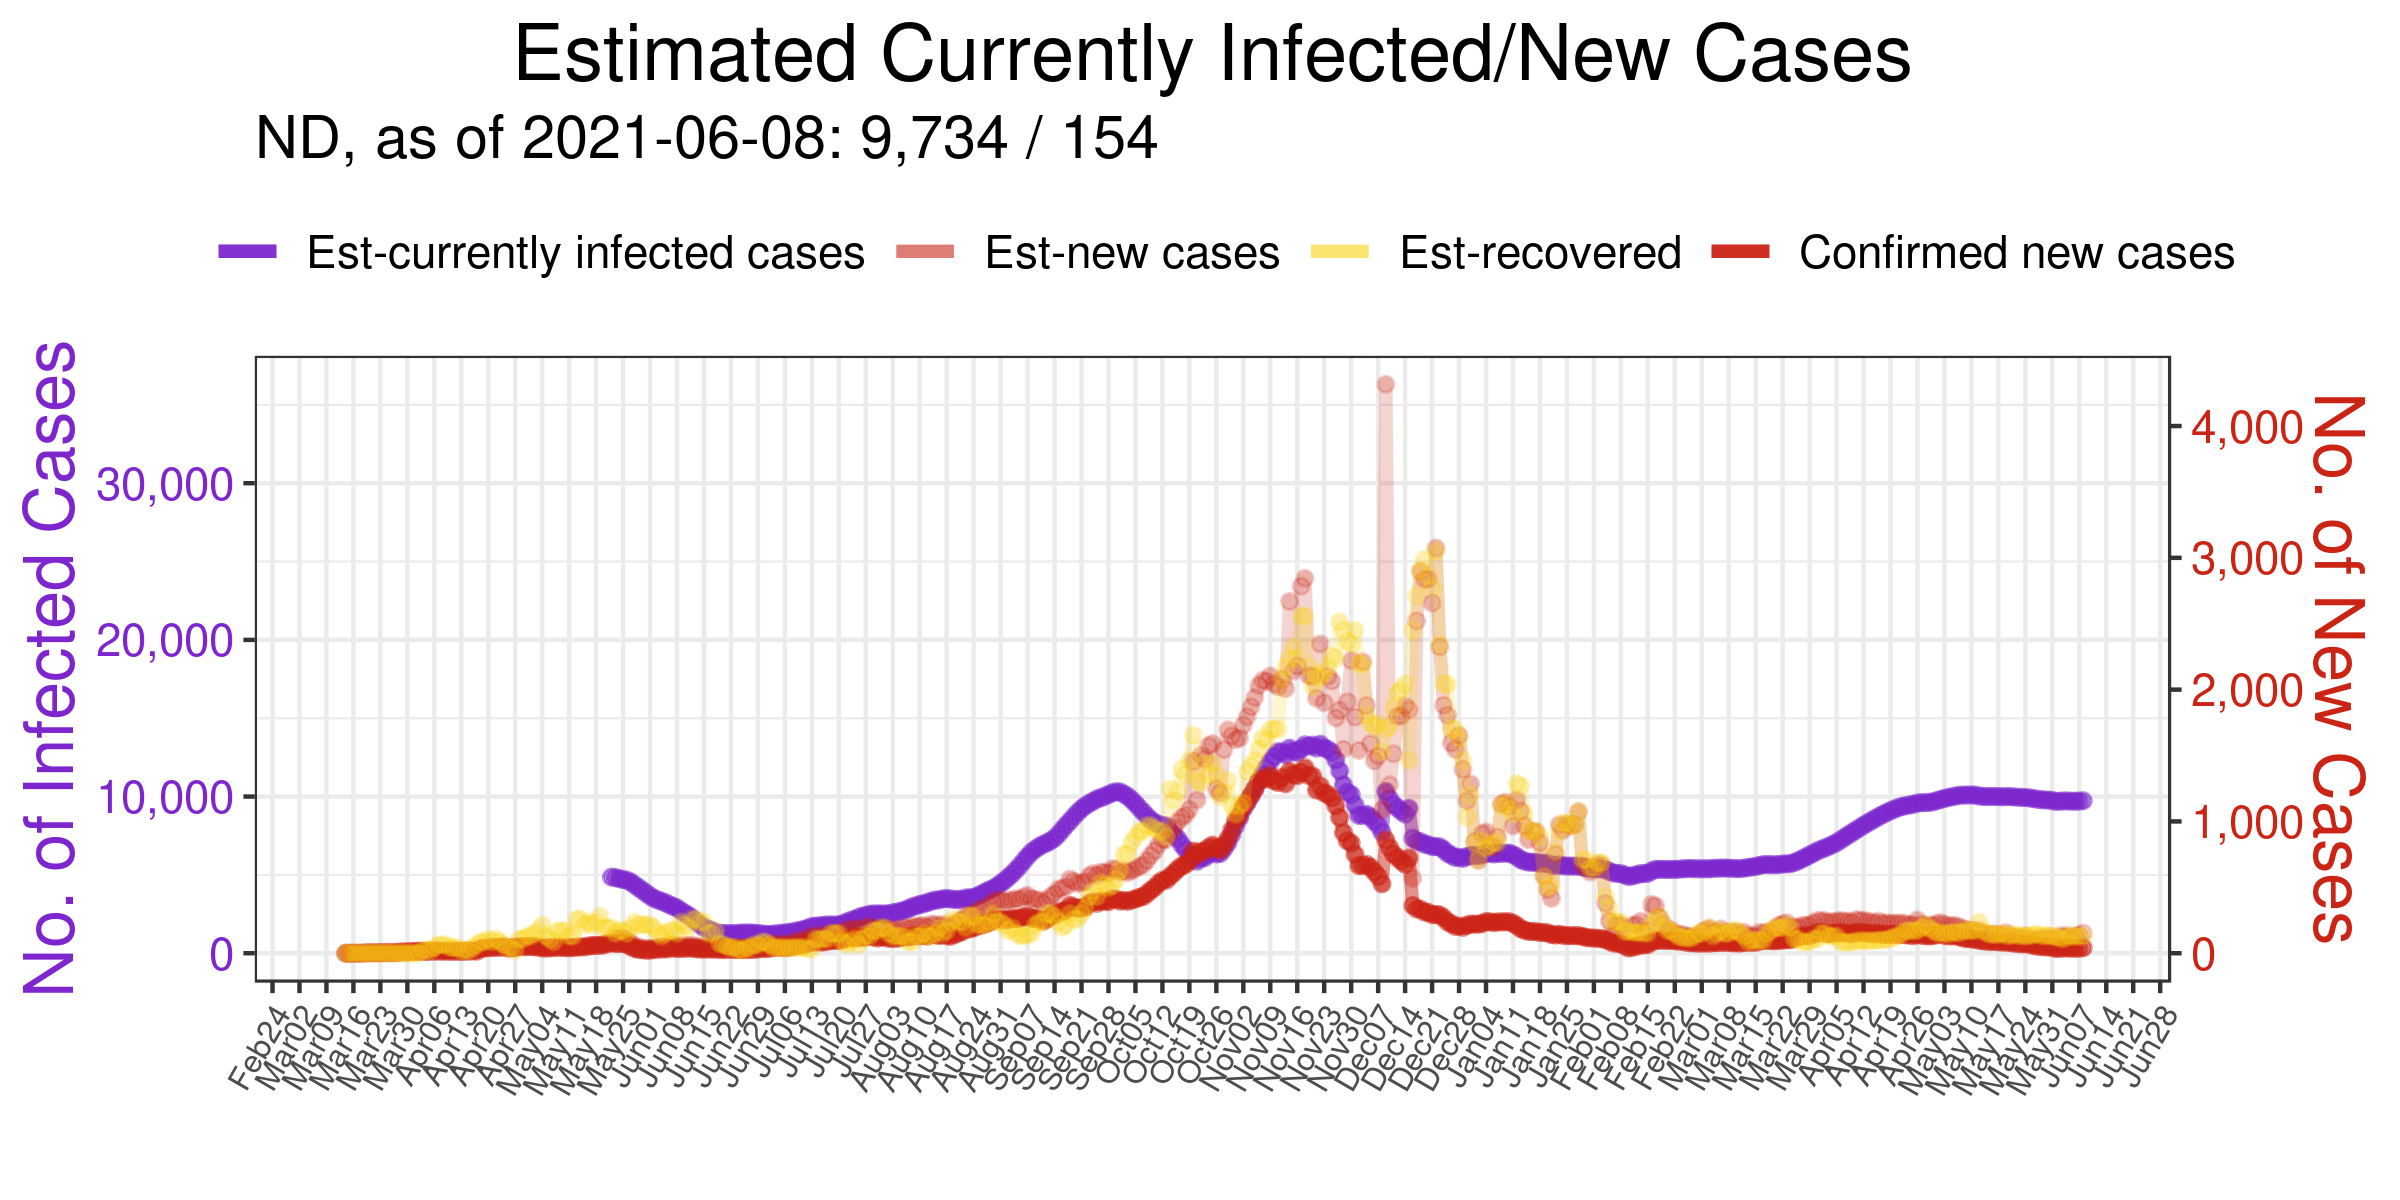 Estimated Currently Infected/New Cases
ND, as of 2021-06-08: 9,734 / 154
Est-currently infected cases
Est-new cases
Est-recovered
Confirmed new cases
No. of Infected Cases
30,000
20,000
10,000
0
4,000
3,000
2,000
1,000
0
No. of New Cases
Feb24
Mar02
Mar09
Mar16
Mar23
Mar30
Apr06
Apr13
Apr20
Apr27
May04
May11
May18
May25
Jun01
Jun08
Jun15
Jun22
Jun29
Jul06
Jul13
Jul20
Jul27
Aug03
Aug10
Aug17
Aug24
Aug31
Sep07
Sep14
Sep21
Sep28
Oct05
Oct12
Oct19
Oct26
Nov02
Nov09
Nov16
Nov23
Nov30
Dec07
Dec14
Dec21
Dec28
Jan04
Jan11
Jan18
Jan25
Feb01
Feb08
Feb15
Feb22
Mar01
Mar08
Mar15
Mar22
Mar29
Apr05
Apr12
Apr19
Apr26
May03
May10
May17
May24
May31
Jun07
Jun14
Jun21
Jun28